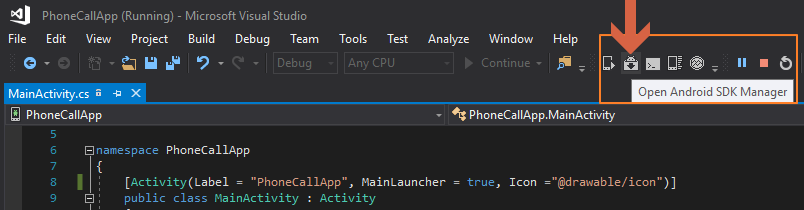 PhoneCallApp (Running) - Microsoft Visual Studio
File Edit View Project Build Debug Team Tools Test Analyze Window Help
Debug Any CPU Continue
Open Android SDK Manager
MainActivity.cs
PhoneCallApp PhoneCallApp.MainActivity
5
6 namespace PhoneCallApp
7 {
8 [Activity(Label = "PhoneCallApp", MainLauncher = true, Icon ="@drawable/icon")]
9 public class MainActivity : Activity